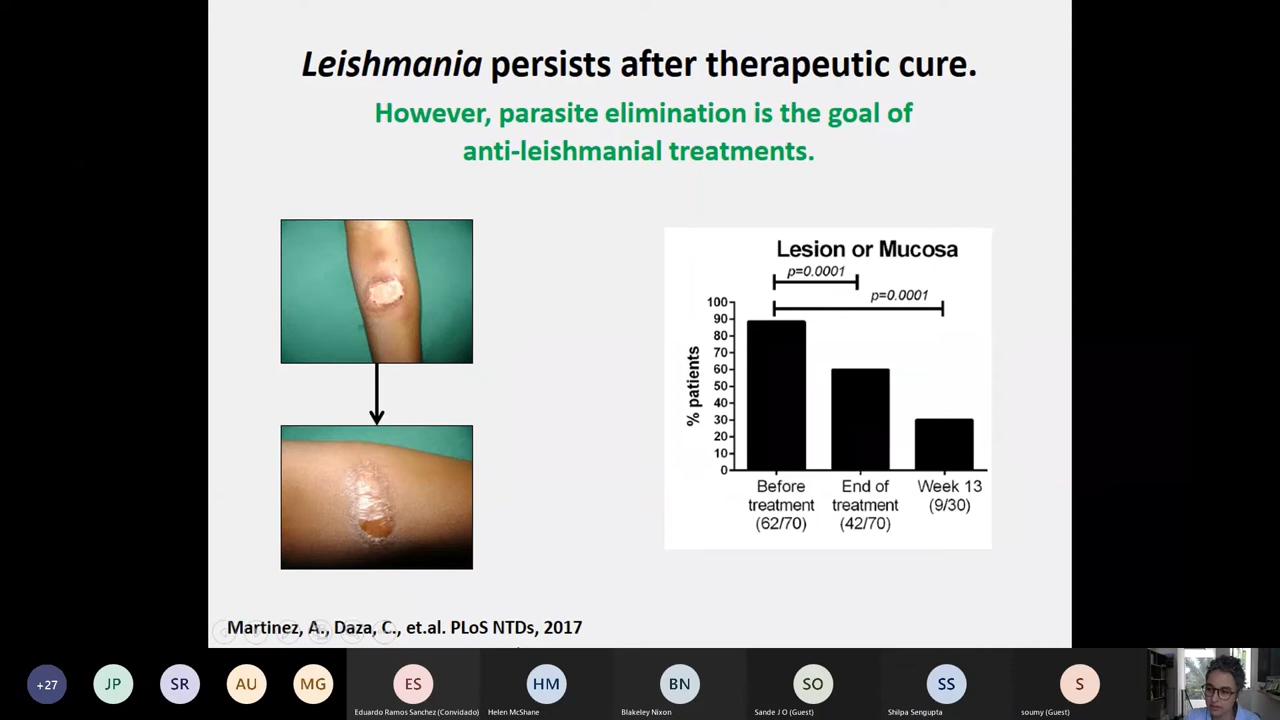 Leishmania persists after therapeutic cure.
However, parasite elimination is the goal of
anti-leishmanial treatments.
Lesion or Mucosa
p=0.0001
p=0.0001
% patients
100
90
80
70
60
50
40
30
20
10
0
Before
treatment
(62/70)
End of
treatment
(42/70)
Week 13
(9/30)
Martinez, A., Daza, C., et.al. PLoS NTDs, 2017
+27
JP
SR
AU
MG
ES
HM
BN
SO
SS
S
Eduardo Ramos Sanchez (Convidado)
Helen McShane
Blakeley Nixon
Sande J O (Guest)
Shilpa Sengupta
soumy (Guest)